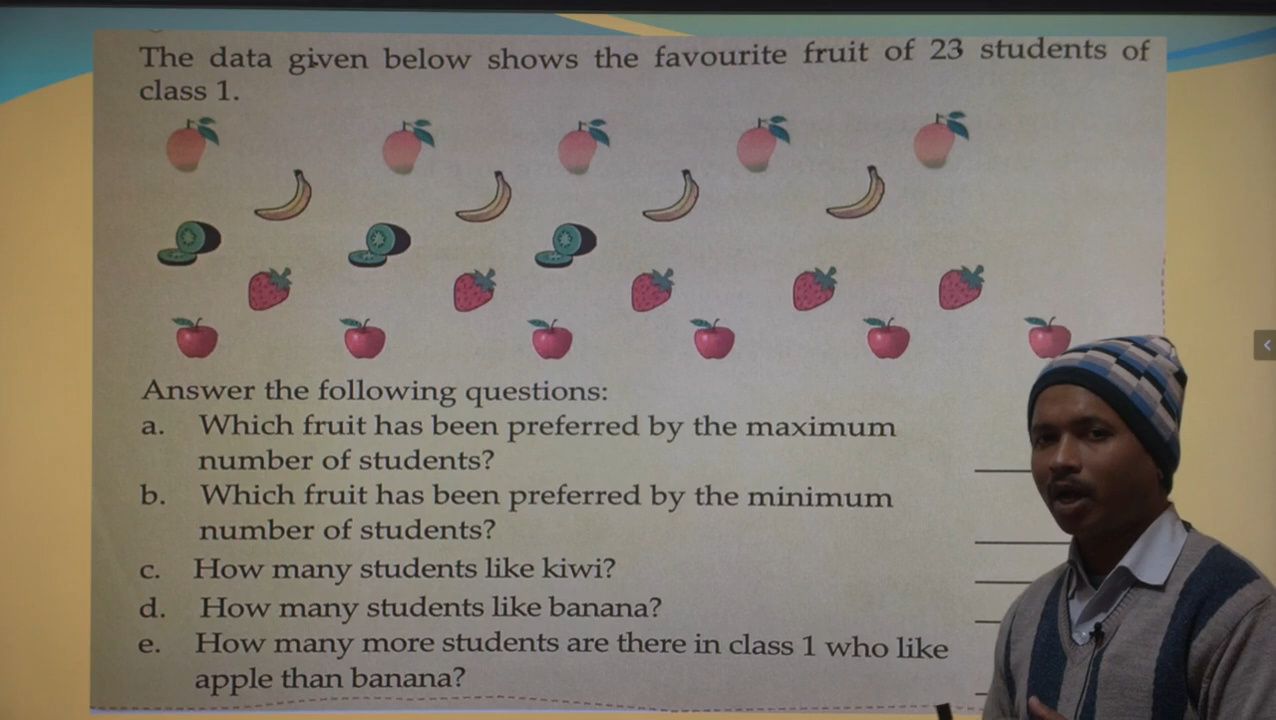 The data given below shows the favourite fruit of 23 students of
class 1.
Answer the following questions:
a. Which fruit has been preferred by the maximum
number of students?
b. Which fruit has been preferred by the minimum
number of students?
c. How many students like kiwi?
d. How many students like banana?
e. How many more students are there in class 1 who like
apple than banana?